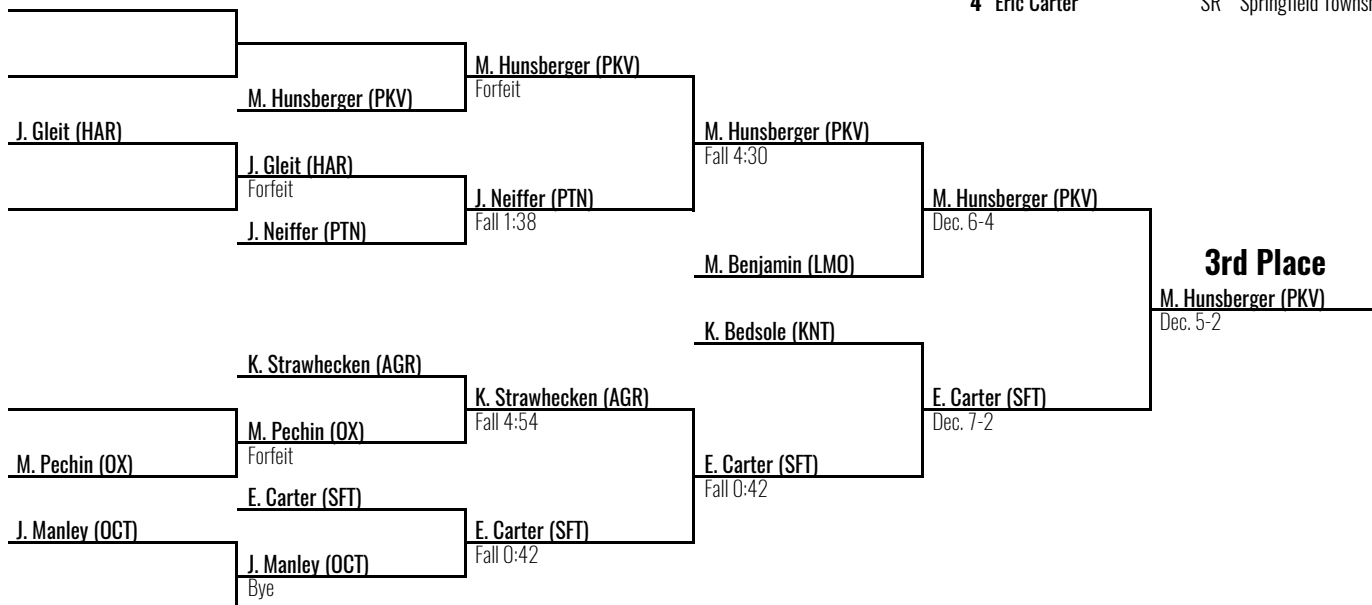 4 Eric Carter SR Springfield
M. Hunsberger (PKV)
Forfeit
M. Hunsberger (PKV)
J. Gleit (HAR)
M. Hunsberger (PKV)
Fall 4:30
J. Gleit (HAR)
Forfeit
J. Neiffer (PTN)
Fall 1:38
M. Hunsberger (PKV)
Dec. 6-4
J. Neiffer (PTN)
M. Benjamin (LMO)
3rd Place
M. Hunsberger (PKV)
Dec. 5-2
K. Bedsole (KNT)
K. Strawhecken (AGR)
K. Strawhecken (AGR)
Fall 4:54
E. Carter (SFT)
Dec. 7-2
M. Pechin (OX)
Forfeit
M. Pechin (OX)
E. Carter (SFT)
Fall 0:42
E. Carter (SFT)
J. Manley (OCT)
E. Carter (SFT)
Fall 0:42
J. Manley (OCT)
Bye